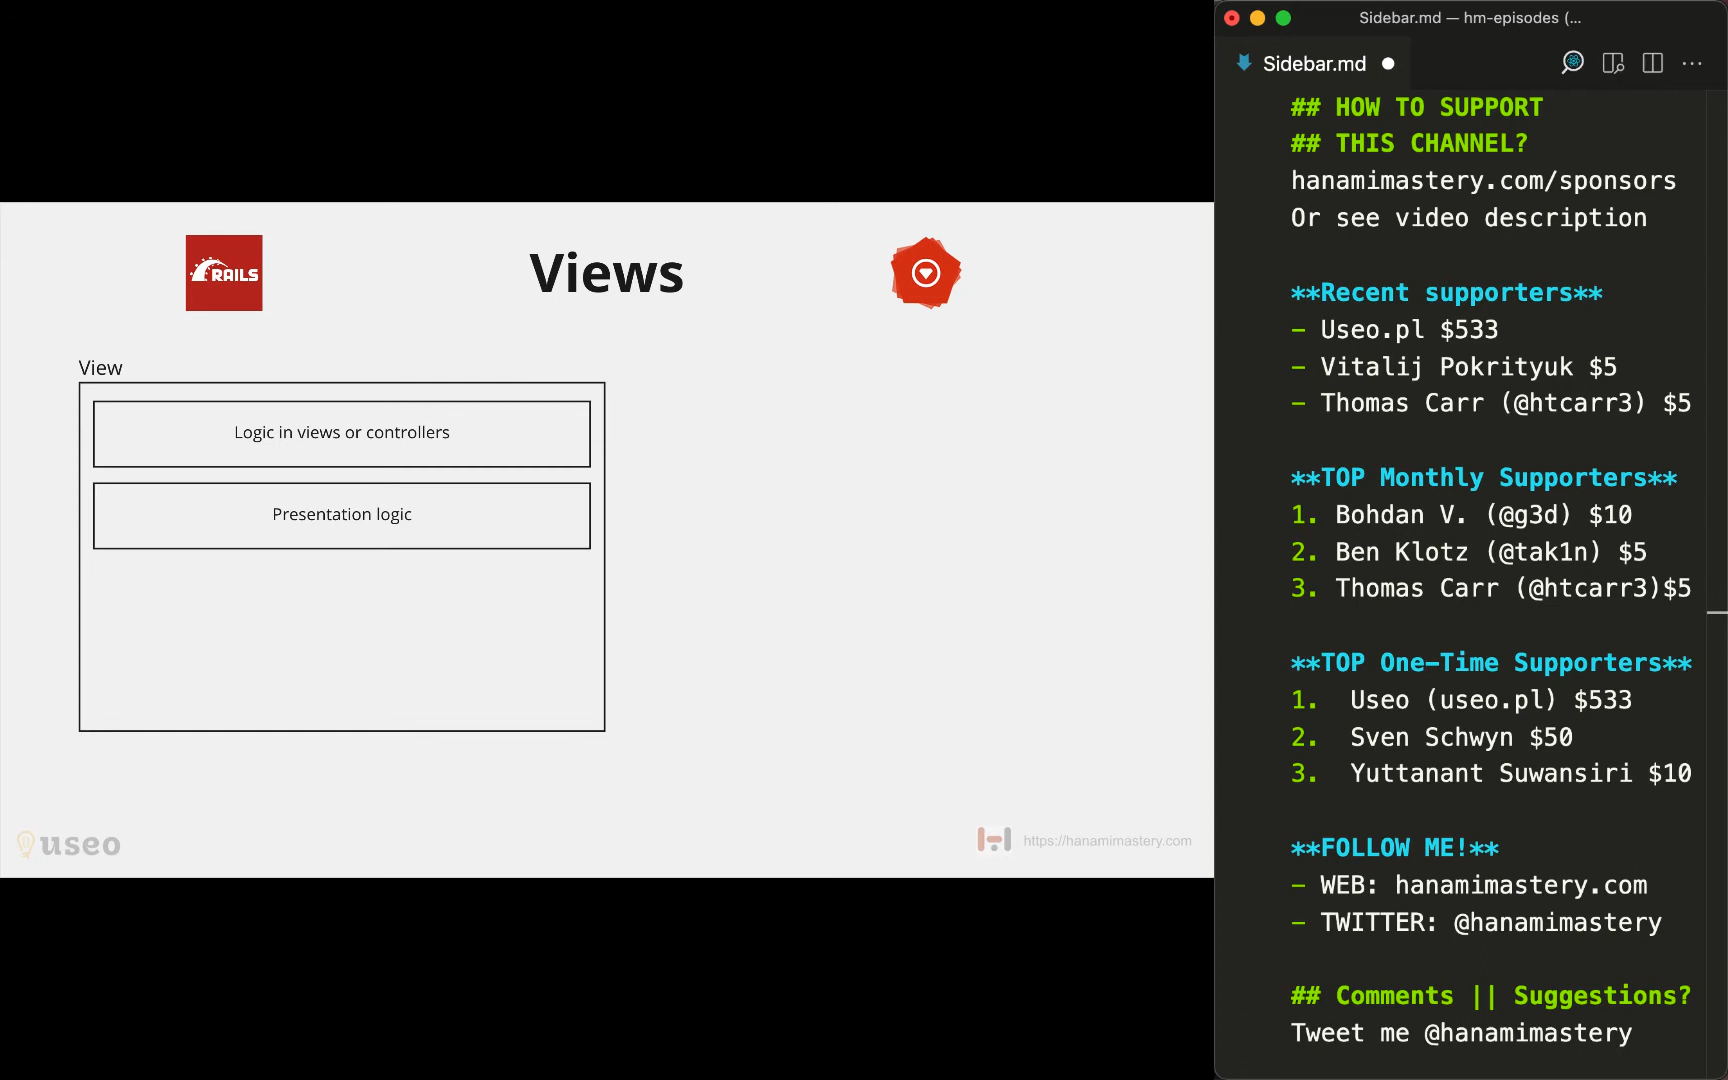 RAILS
Views
View
Logic in views or controllers
Presentation logic
useo
https://hanamimastery.com
Sidebar.md — hm-episodes (...
Sidebar.md
## HOW TO SUPPORT
## THIS CHANNEL?
hanamimastery.com/sponsors
Or see video description
**Recent supporters**
- Useo.pl $533
- Vitalij Pokrityuk $5
- Thomas Carr (@htcarr3) $5
**TOP Monthly Supporters**
1. Bohdan V. (@g3d) $10
2. Ben Klotz (@tak1n) $5
3. Thomas Carr (@htcarr3)$5
**TOP One-Time Supporters**
1. Useo (useo.pl) $533
2. Sven Schwyn $50
3. Yuttanant Suwansiri $10
**FOLLOW ME!**
- WEB: hanamimastery.com
- TWITTER: @hanamimastery
## Comments || Suggestions?
Tweet me @hanamimastery